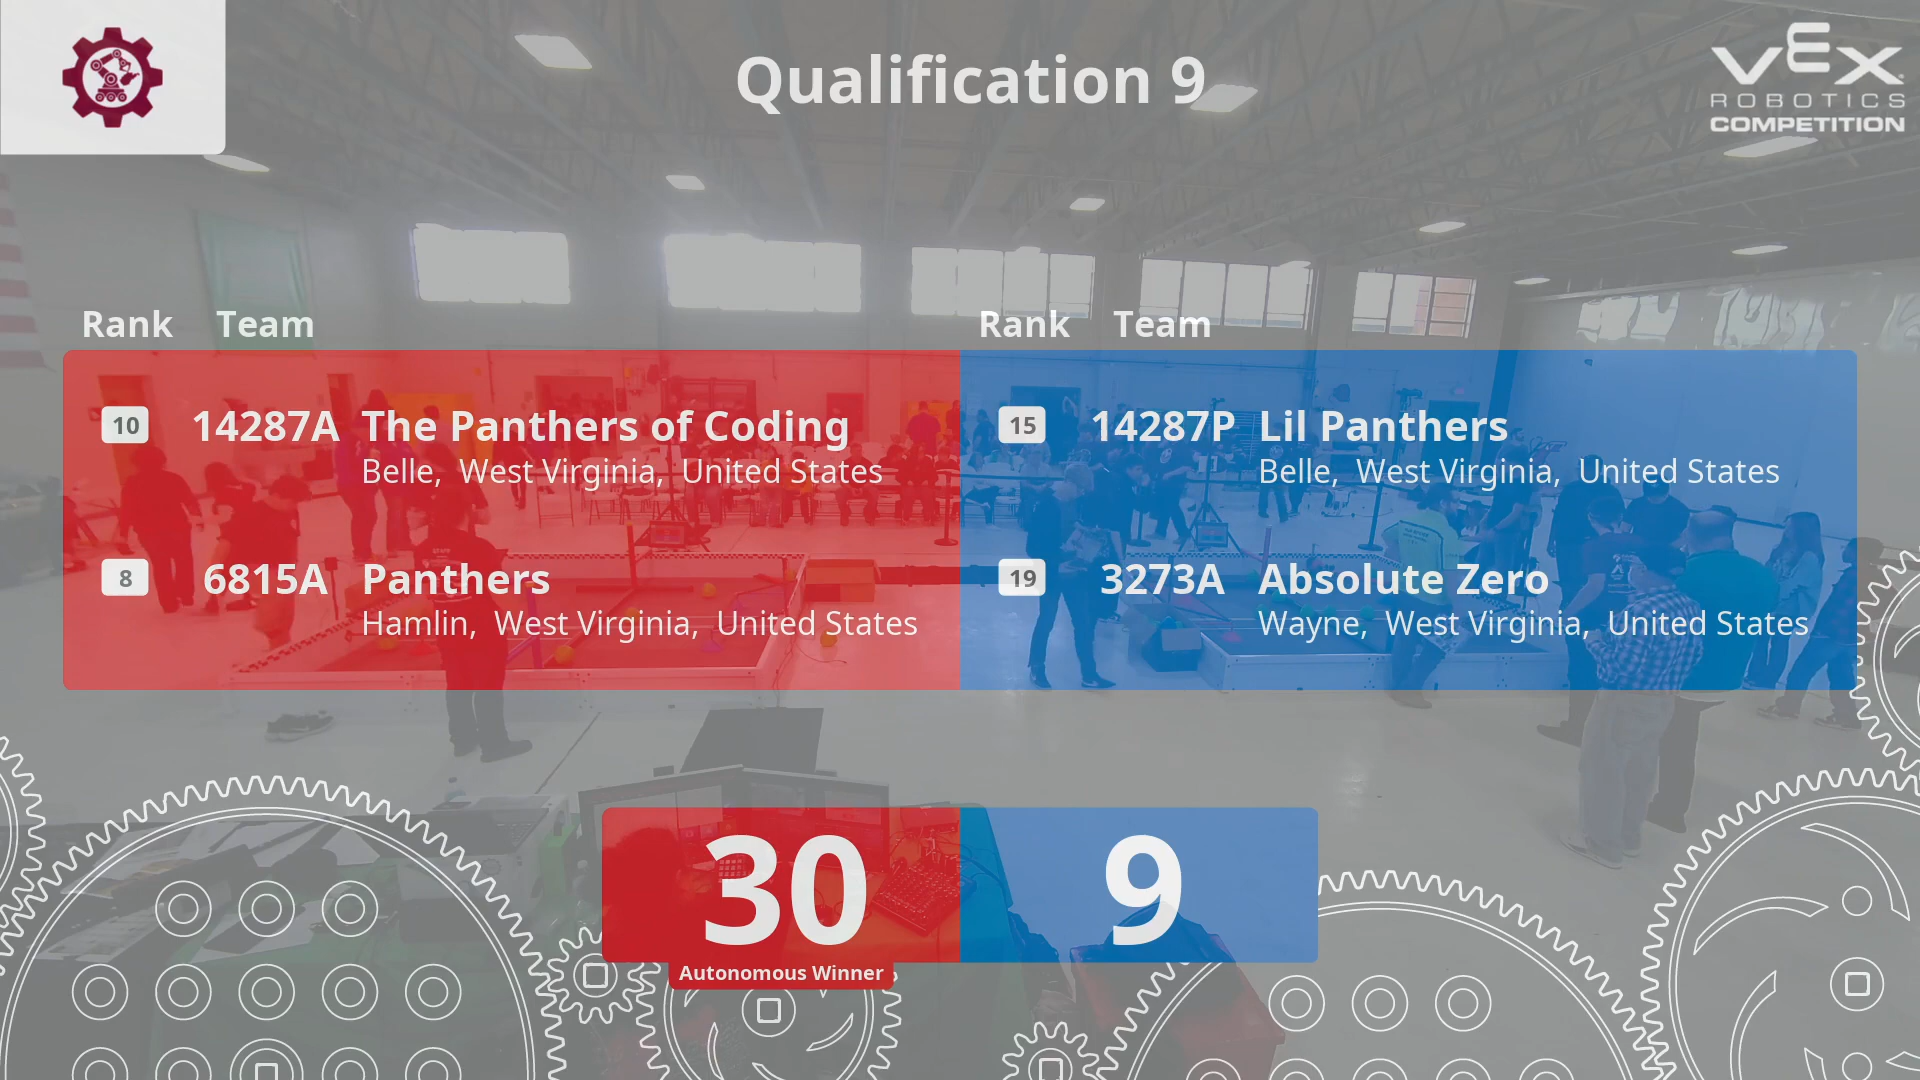 Qualification 9
VEX
ROBOTICS
COMPETITION
Rank Team
Rank Team
10 14287A The Panthers of Coding
Belle, West Virginia, United States
8 6815A Panthers
Hamlin, West Virginia, United States
15 14287P Lil Panthers
Belle, West Virginia, United States
19 3273A Absolute Zero
Wayne, West Virginia, United States
30 9
Autonomous Winner